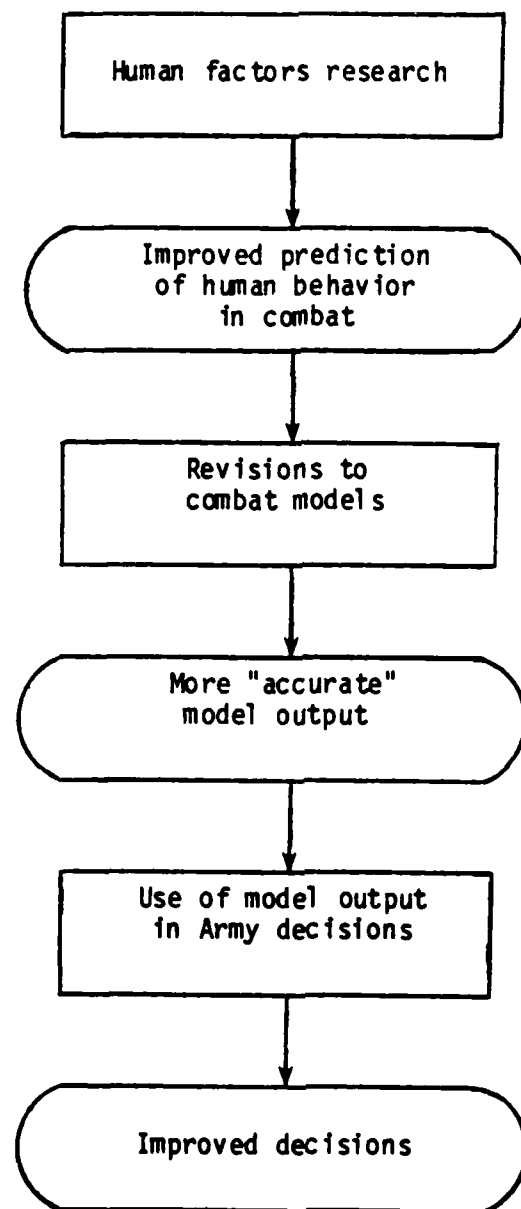 Human factors research
Improved prediction
of human behavior
in combat
Revisions to
combat models
More "accurate"
model output
Use of model output
in Army decisions
Improved decisions